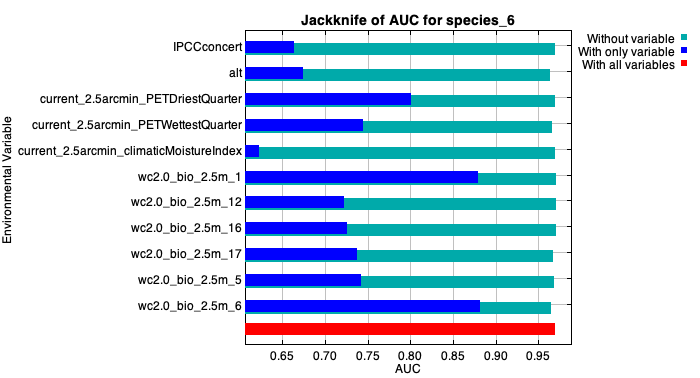 Jackknife of AUC for species_6
Without variable
With only variable
With all variables
Environmental Variable
IPCCconcert
alt
current_2.5arcmin_PETDriestQuarter
current_2.5arcmin_PETWettestQuarter
current_2.5arcmin_climaticMoistureIndex
wc2.0_bio_2.5m_1
wc2.0_bio_2.5m_12
wc2.0_bio_2.5m_16
wc2.0_bio_2.5m_17
wc2.0_bio_2.5m_5
wc2.0_bio_2.5m_6
0.65 0.70 0.75 0.80 0.85 0.90 0.95
AUC